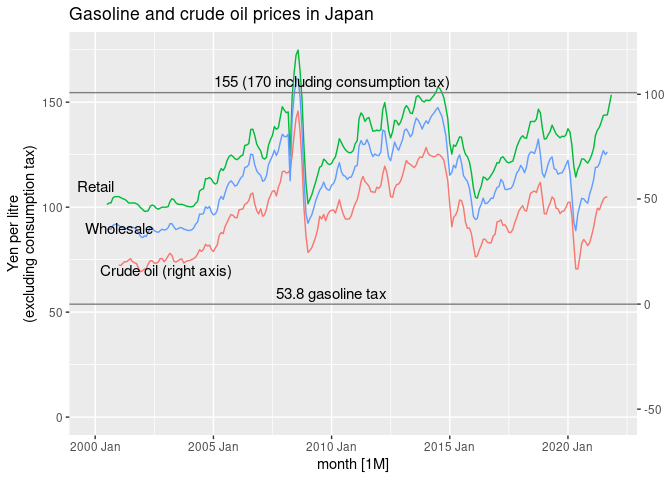 Gasoline and crude oil prices in Japan
155 (170 including consumption tax)
100
150
Retail
50
100
Wholesale
Crude oil (right axis)
53.8 gasoline tax
0
50
-50
0
Yen per litre
(excluding consumption tax)
2000 Jan
2005 Jan
2010 Jan
2015 Jan
2020 Jan
month [1M]